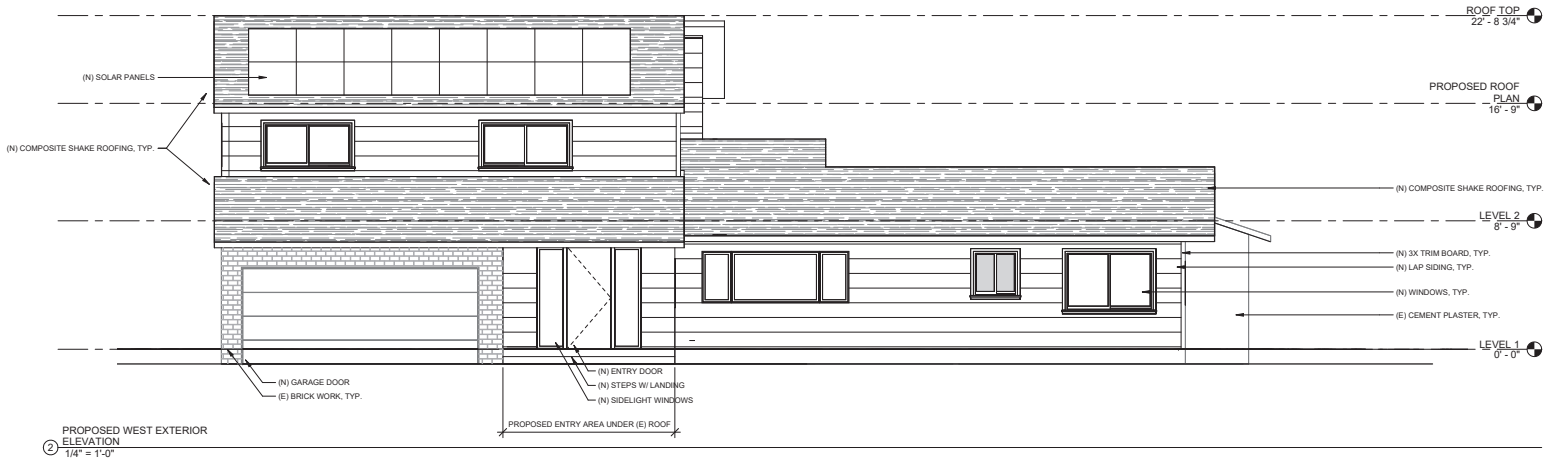 ROOF TOP
22' - 8 3/4"
(N) SOLAR PANELS
PROPOSED ROOF
PLAN
16' - 9"
(N) COMPOSITE SHAKE ROOFING, TYP.
(N) COMPOSITE SHAKE ROOFING, TYP.
LEVEL 2
8' - 9"
(N) 3X TRIM BOARD, TYP.
(N) LAP SIDING, TYP.
(N) WINDOWS, TYP.
(E) CEMENT PLASTER, TYP.
LEVEL 1
0' - 0"
(N) GARAGE DOOR
(E) BRICK WORK, TYP.
(N) ENTRY DOOR
(N) STEPS W/ LANDING
(N) SIDELIGHT WINDOWS
PROPOSED ENTRY AREA UNDER (E) ROOF
2
PROPOSED WEST EXTERIOR
ELEVATION
1/4" = 1'-0"